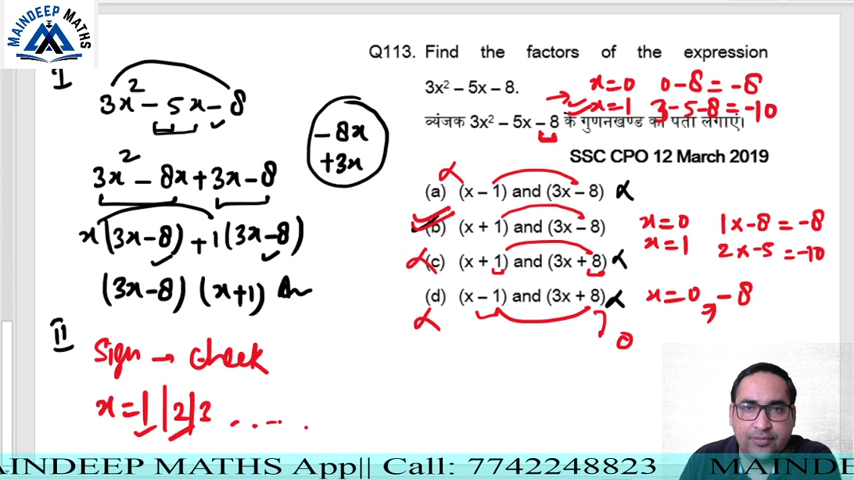 MAINDEEP MATHS
I
3x² – 5x – 8
– 8x
+3x
3x² – 8x + 3x – 8
x(3x–8) + 1(3x–8)
(3x–8) (x+1) Ans
II
Sign → check
x = 1 | 2 | 3 . . . . .
Q113. Find the factors of the expression
3x² – 5x – 8.
x=0 0–8=–8
→ x=1 3–5–8=–10
व्यंजक 3x² – 5x – 8 के गुणनखण्ड का पता लगाएं।
SSC CPO 12 March 2019
(a) (x – 1) and (3x – 8)
(b) (x + 1) and (3x – 8)
(c) (x + 1) and (3x + 8)
(d) (x – 1) and (3x + 8)
x=0 1x–8=–8
x=1 2x–5=–10
x=0, –8
0
MAINDEEP MATHS App|| Call: 7742248823 MAINDE